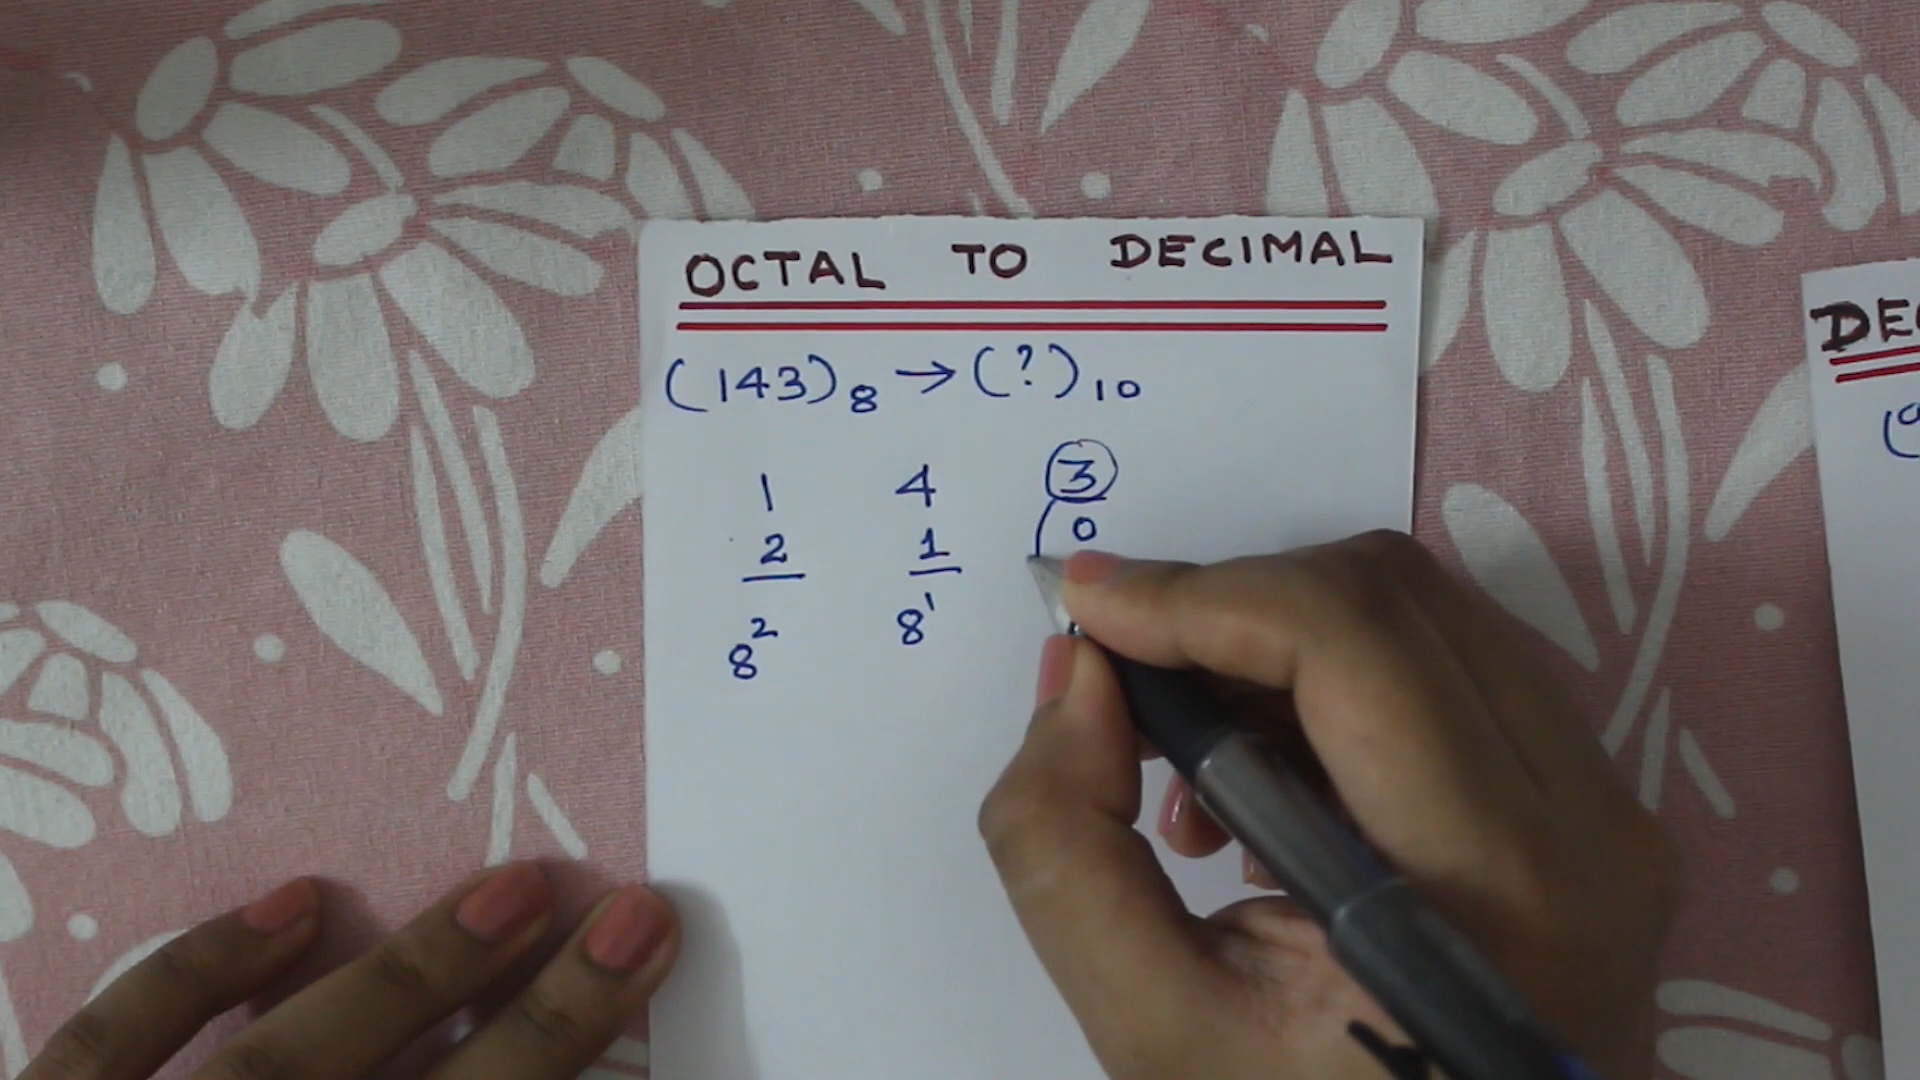 OCTAL TO DECIMAL
(143)8 → (?)10
1 4 3
2 1 0
8² 8¹